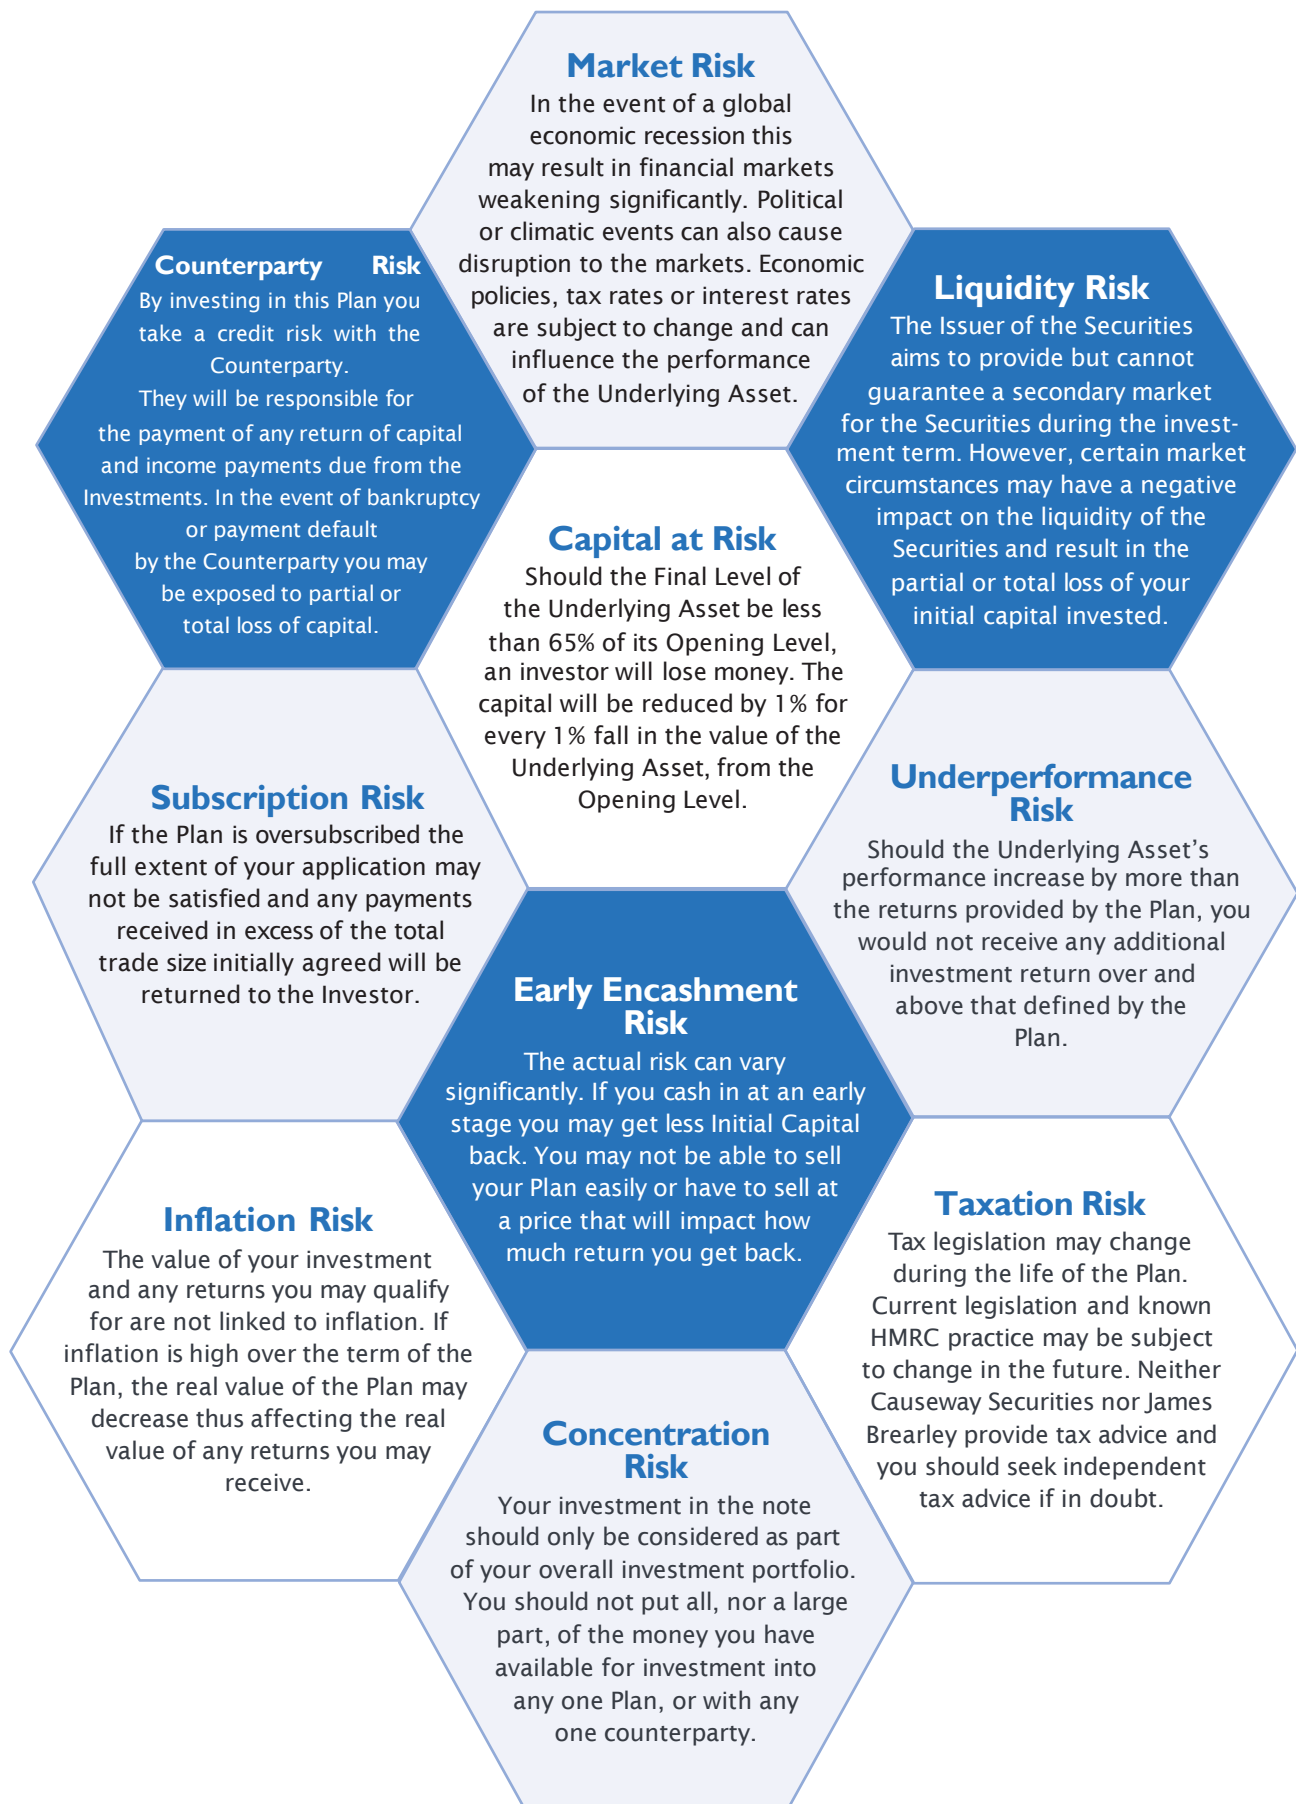 Market Risk
In the event of a global
economic recession this
may result in financial markets
weakening significantly. Political
or climatic events can also cause
disruption to the markets. Economic
policies, tax rates or interest rates
are subject to change and can
influence the performance
of the Underlying Asset.
Counterparty Risk
By investing in this Plan you
take a credit risk with the
Counterparty.
They will be responsible for
the payment of any return of capital
and income payments due from the
Investments. In the event of bankruptcy
or payment default
by the Counterparty you may
be exposed to partial or
total loss of capital.
Liquidity Risk
The Issuer of the Securities
aims to provide but cannot
guarantee a secondary market
for the Securities during the invest-
ment term. However, certain market
circumstances may have a negative
impact on the liquidity of the
Securities and result in the
partial or total loss of your
initial capital invested.
Capital at Risk
Should the Final Level of
the Underlying Asset be less
than 65% of its Opening Level,
an investor will lose money. The
capital will be reduced by 1% for
every 1% fall in the value of the
Underlying Asset, from the
Opening Level.
Subscription Risk
If the Plan is oversubscribed the
full extent of your application may
not be satisfied and any payments
received in excess of the total
trade size initially agreed will be
returned to the Investor.
Underperformance
Risk
Should the Underlying Asset’s
performance increase by more than
the returns provided by the Plan, you
would not receive any additional
investment return over and
above that defined by the
Plan.
Early Encashment
Risk
The actual risk can vary
significantly. If you cash in at an early
stage you may get less Initial Capital
back. You may not be able to sell
your Plan easily or have to sell at
a price that will impact how
much return you get back.
Inflation Risk
The value of your investment
and any returns you may qualify
for are not linked to inflation. If
inflation is high over the term of the
Plan, the real value of the Plan may
decrease thus affecting the real
value of any returns you may
receive.
Taxation Risk
Tax legislation may change
during the life of the Plan.
Current legislation and known
HMRC practice may be subject
to change in the future. Neither
Causeway Securities nor James
Brearley provide tax advice and
you should seek independent
tax advice if in doubt.
Concentration
Risk
Your investment in the note
should only be considered as part
of your overall investment portfolio.
You should not put all, nor a large
part, of the money you have
available for investment into
any one Plan, or with any
one counterparty.